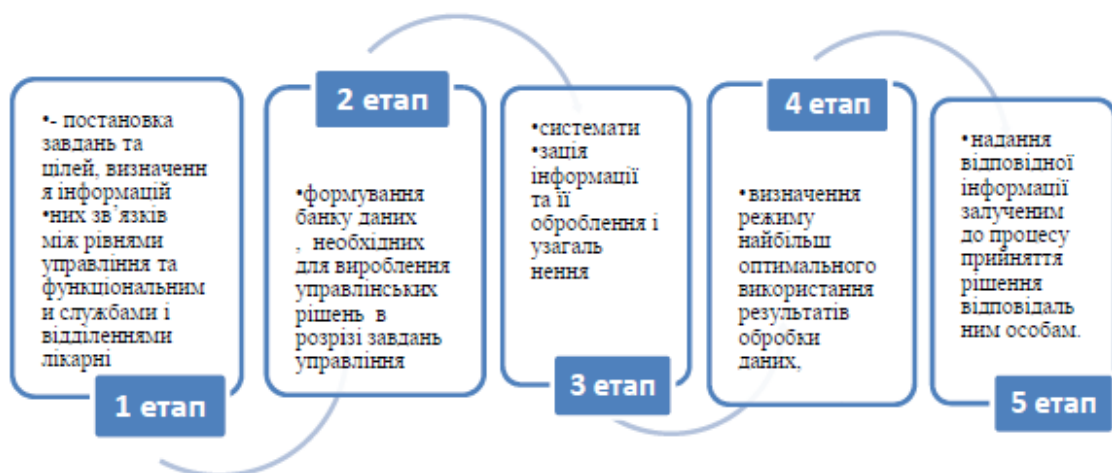 •- постановка
завдань та
цілей, визначенн
я інформацій
•них зв’язків
між рівнями
управління та
функціональним
и службами і
відділеннями
лікарні
1 етап
2 етап
•формування
банку даних
, необхідних
для вироблення
управлінських
рішень в
розрізі завдань
управління
•системати
•зація
інформації
та її
оброблення і
узагаль
нення
3 етап
4 етап
•визначення
режиму
найбільш
оптимального
використання
результатів
обробки
даних,
•надання
відповідної
інформації
залученим
до процесу
прийняття
рішення
відповідаль
ним особам.
5 етап